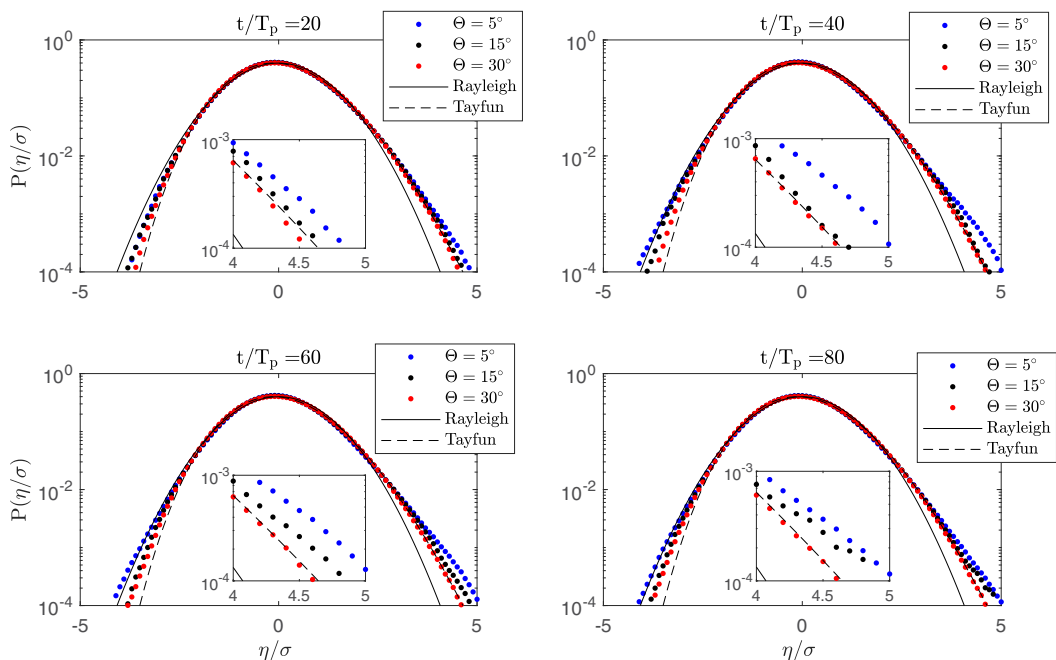 t/Tp =20
Θ = 5°
Θ = 15°
Θ = 30°
Rayleigh
Tayfun
P(η/σ)
10^0
10^-2
10^-4
-5
0
5
10^-3
10^-4
4
4.5
5
t/Tp =40
Θ = 5°
Θ = 15°
Θ = 30°
Rayleigh
Tayfun
10^0
10^-2
10^-4
-5
0
5
10^-3
10^-4
4
4.5
5
t/Tp =60
Θ = 5°
Θ = 15°
Θ = 30°
Rayleigh
Tayfun
P(η/σ)
10^0
10^-2
10^-4
-5
0
5
η/σ
10^-3
10^-4
4
4.5
5
t/Tp =80
Θ = 5°
Θ = 15°
Θ = 30°
Rayleigh
Tayfun
10^0
10^-2
10^-4
-5
0
5
η/σ
10^-3
10^-4
4
4.5
5